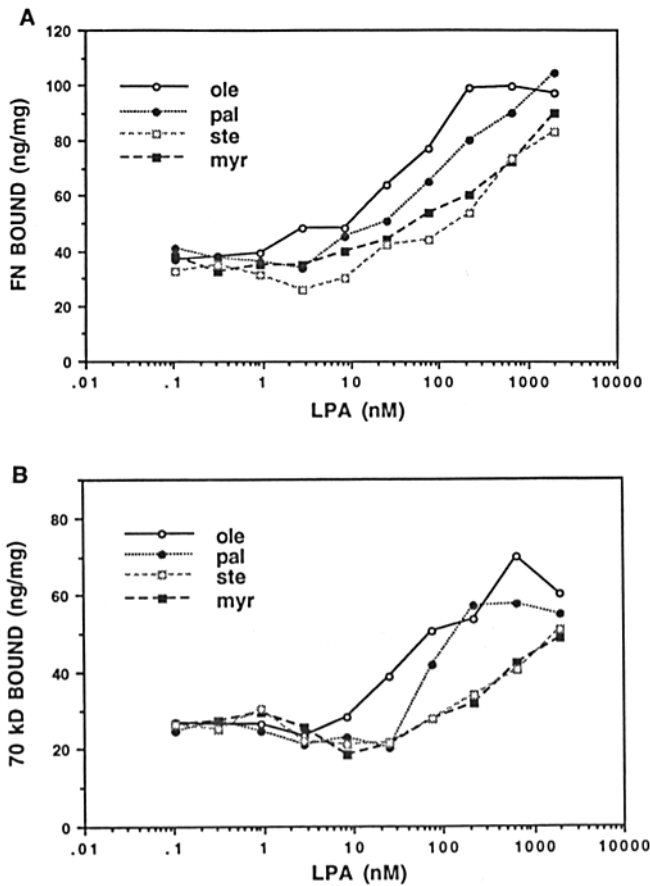 A
120
100
80
60
40
20
0
FN BOUND (ng/mg)
ole
pal
ste
myr
.01 .1 1 10 100 1000 10000
LPA (nM)
B
80
60
40
20
0
70 kD BOUND (ng/mg)
ole
pal
ste
myr
.01 .1 1 10 100 1000 10000
LPA (nM)